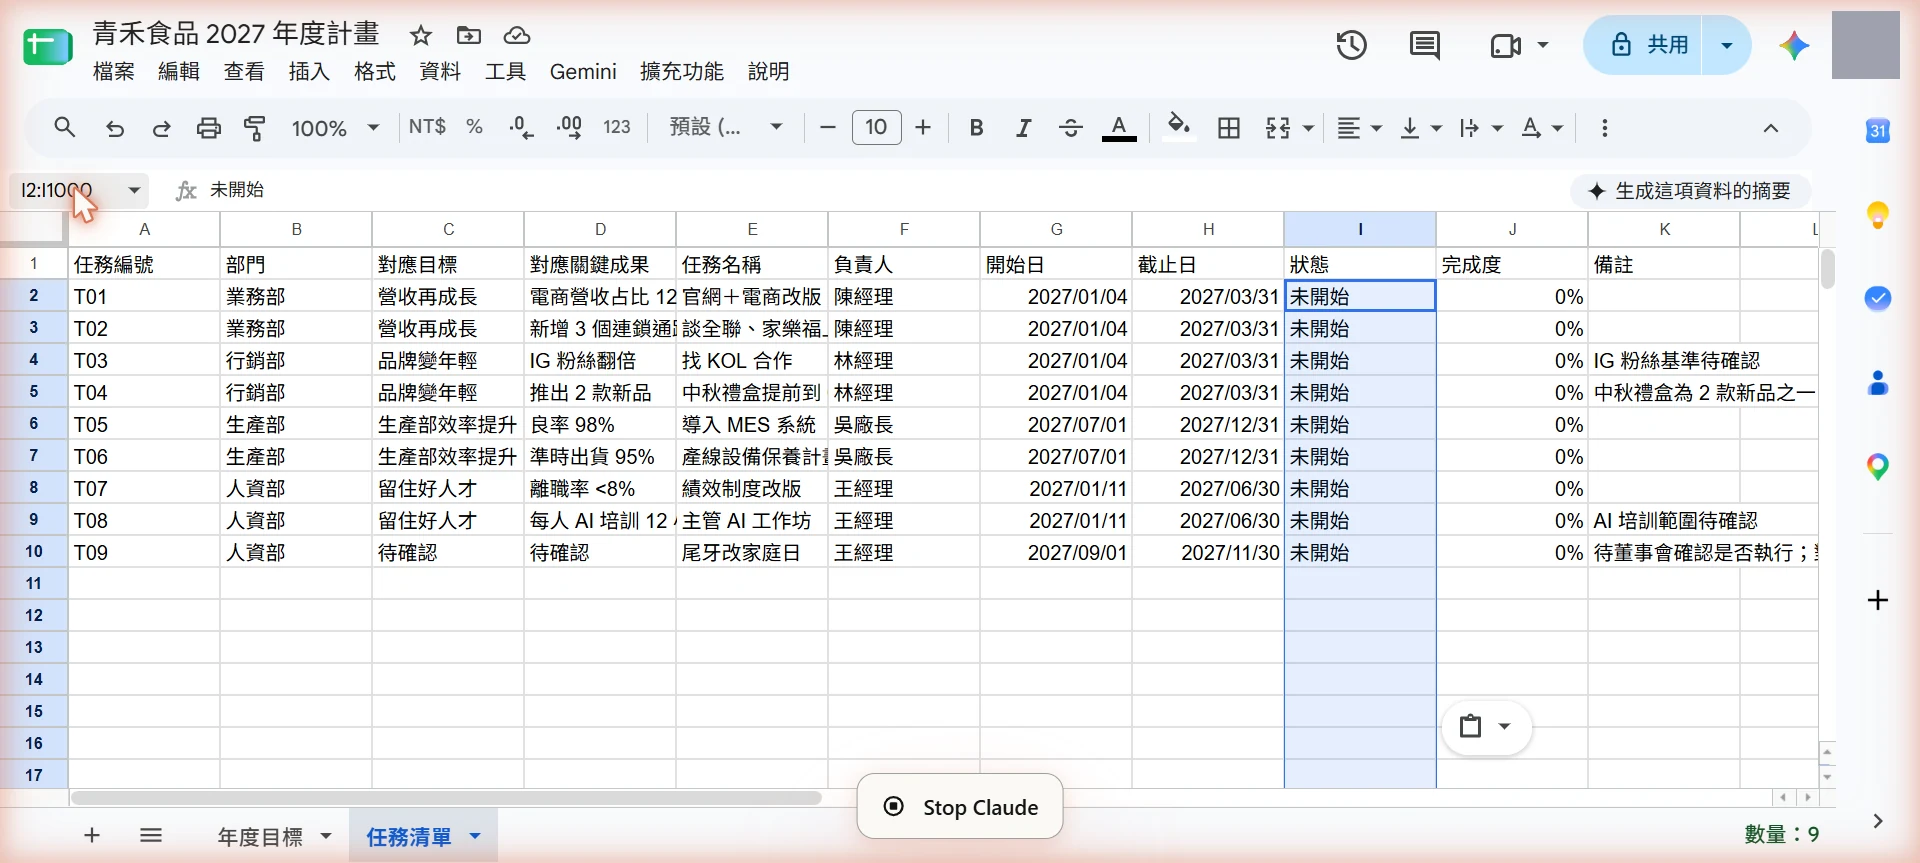 青禾食品 2027 年度計畫
檔案 編輯 查看 插入 格式 資料 工具 Gemini 擴充功能 說明
共用
100% NT$ % .0 .00 123 預設 (... 10 B I A A
31
I2:I1000 fx 未開始 生成這項資料的摘要
A B C D E F G H I J K L
1 任務編號 部門 對應目標 對應關鍵成果 任務名稱 負責人 開始日 截止日 狀態 完成度 備註
2 T01 業務部 營收再成長 電商營收占比 12 官網＋電商改版 陳經理 2027/01/04 2027/03/31 未開始 0%
3 T02 業務部 營收再成長 新增 3 個連鎖通 談全聯、家樂福 陳經理 2027/01/04 2027/03/31 未開始 0%
4 T03 行銷部 品牌變年輕 IG 粉絲翻倍 找 KOL 合作 林經理 2027/01/04 2027/03/31 未開始 0% IG 粉絲基準待確認
5 T04 行銷部 品牌變年輕 推出 2 款新品 中秋禮盒提前到 林經理 2027/01/04 2027/03/31 未開始 0% 中秋禮盒為 2 款新品之一
6 T05 生產部 生產部效率提升 良率 98% 導入 MES 系統 吳廠長 2027/07/01 2027/12/31 未開始 0%
7 T06 生產部 生產部效率提升 準時出貨 95% 產線設備保養計 吳廠長 2027/07/01 2027/12/31 未開始 0%
8 T07 人資部 留住好人才 離職率 <8% 績效制度改版 王經理 2027/01/11 2027/06/30 未開始 0%
9 T08 人資部 留住好人才 每人 AI 培訓 12 主管 AI 工作坊 王經理 2027/01/11 2027/06/30 未開始 0% AI 培訓範圍待確認
10 T09 人資部 待確認 待確認 尾牙改家庭日 王經理 2027/09/01 2027/11/30 未開始 0% 待董事會確認是否執行；
11
12
13
14
15
16
17
Stop Claude
年度目標 任務清單 數量：9